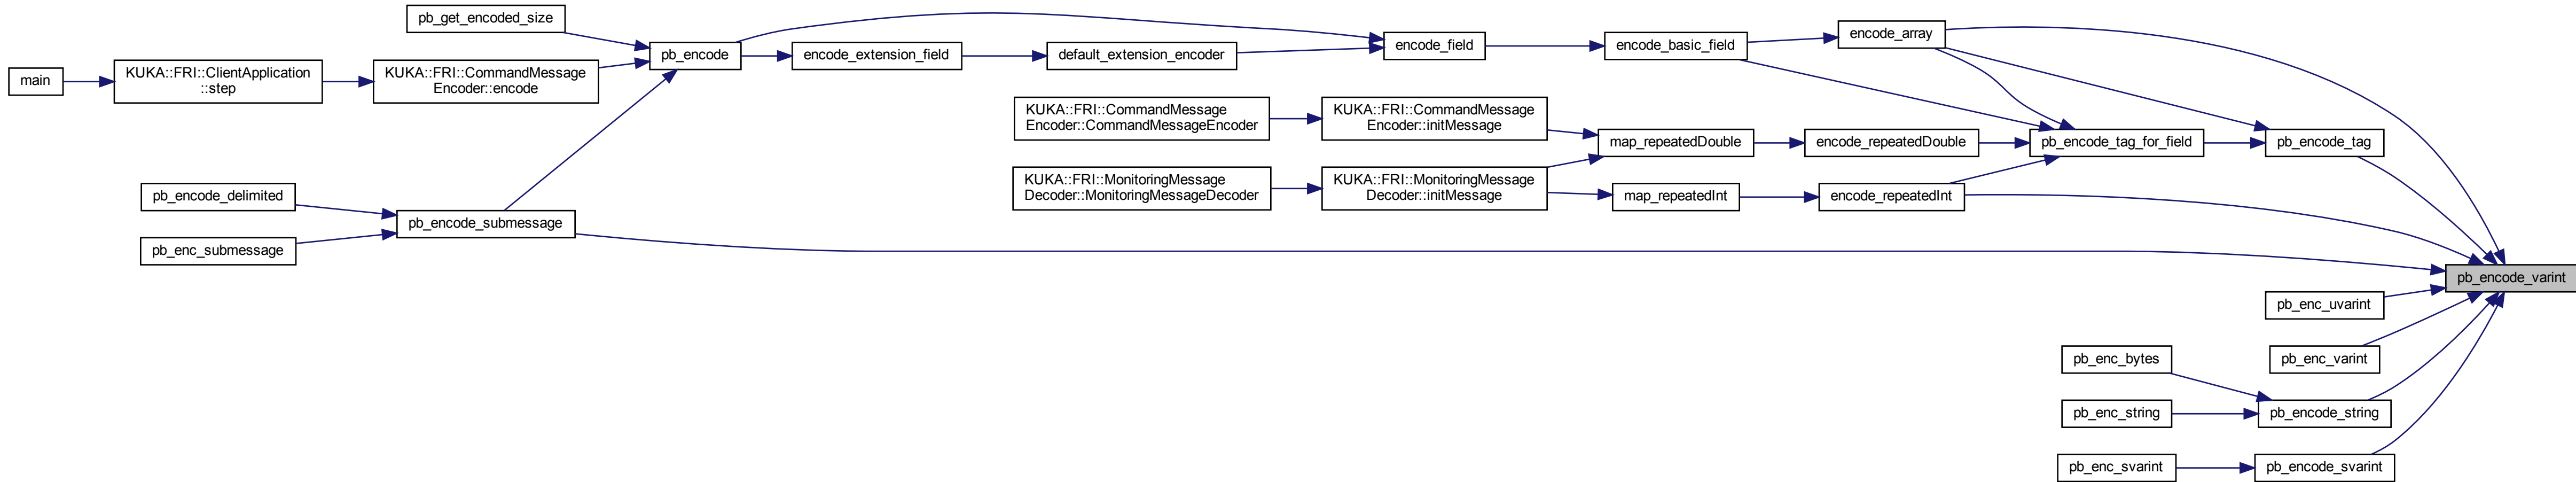 pb_get_encoded_size
main
KUKA::FRI::ClientApplication
::step
KUKA::FRI::CommandMessage
Encoder::encode
pb_encode
encode_extension_field
default_extension_encoder
encode_field
encode_basic_field
encode_array
KUKA::FRI::CommandMessage
Encoder::CommandMessageEncoder
KUKA::FRI::CommandMessage
Encoder::initMessage
map_repeatedDouble
encode_repeatedDouble
pb_encode_tag_for_field
pb_encode_tag
KUKA::FRI::MonitoringMessage
Decoder::MonitoringMessageDecoder
KUKA::FRI::MonitoringMessage
Decoder::initMessage
map_repeatedInt
encode_repeatedInt
pb_encode_delimited
pb_encode_submessage
pb_enc_submessage
pb_encode_varint
pb_enc_uvarint
pb_enc_varint
pb_enc_bytes
pb_enc_string
pb_encode_string
pb_enc_svarint
pb_encode_svarint